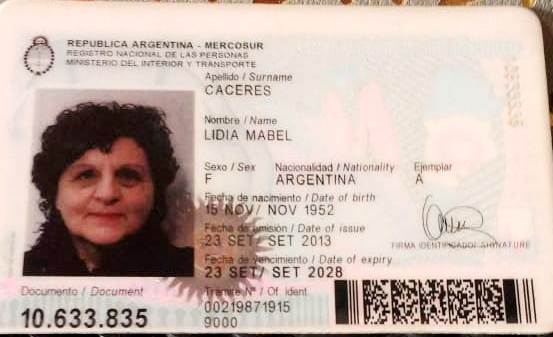 REPUBLICA ARGENTINA - MERCOSUR
REGISTRO NACIONAL DE LAS PERSONAS
MINISTERIO DEL INTERIOR Y TRANSPORTE
Apellido / Surname
CACERES
Nombre / Name
LIDIA MABEL
Sexo / Sex Nacionalidad / Nationality Ejemplar
F ARGENTINA A
Fecha de nacimiento / Date of birth
15 NOV/ NOV 1952
Fecha de emisión / Date of issue
23 SET/ SET 2013
FIRMA IDENTIFICADO/ SIGNATURE
Fecha de vencimiento / Date of expiry
23 SET/ SET 2028
Documento / Document Trámite Nº / Of. ident.
10.633.835 00219871915
9000